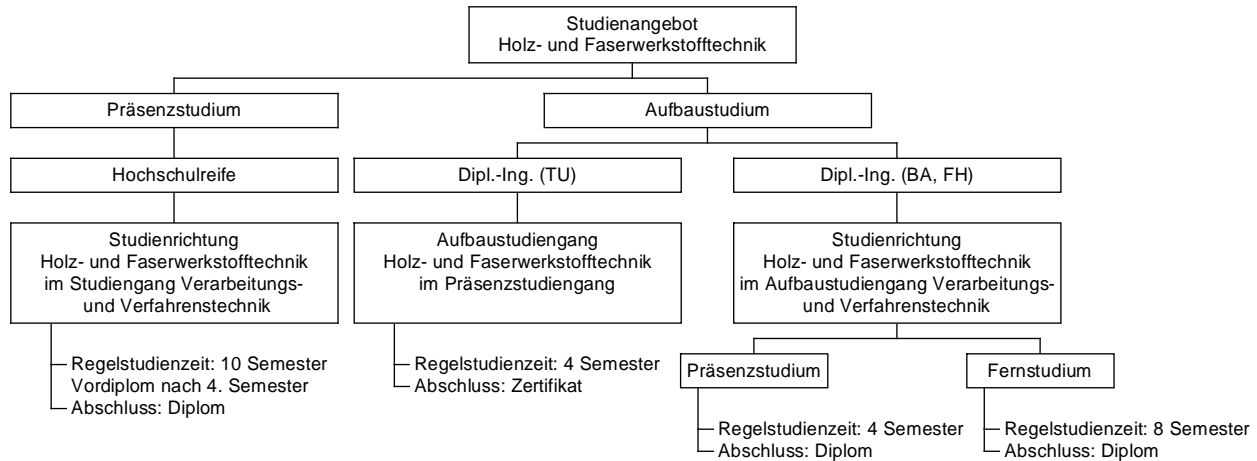 Studienangebot
Holz- und Faserwerkstofftechnik
Präsenzstudium
Aufbaustudium
Hochschulreife
Dipl.-Ing. (TU)
Dipl.-Ing. (BA, FH)
Studienrichtung
Holz- und Faserwerkstofftechnik
im Studiengang Verarbeitungs-
und Verfahrenstechnik
Aufbaustudiengang
Holz- und Faserwerkstofftechnik
im Präsenzstudiengang
Studienrichtung
Holz- und Faserwerkstofftechnik
im Aufbaustudiengang Verarbeitungs-
und Verfahrenstechnik
Regelstudienzeit: 10 Semester
Vordiplom nach 4. Semester
Abschluss: Diplom
Regelstudienzeit: 4 Semester
Abschluss: Zertifikat
Präsenzstudium
Fernstudium
Regelstudienzeit: 4 Semester
Abschluss: Diplom
Regelstudienzeit: 8 Semester
Abschluss: Diplom